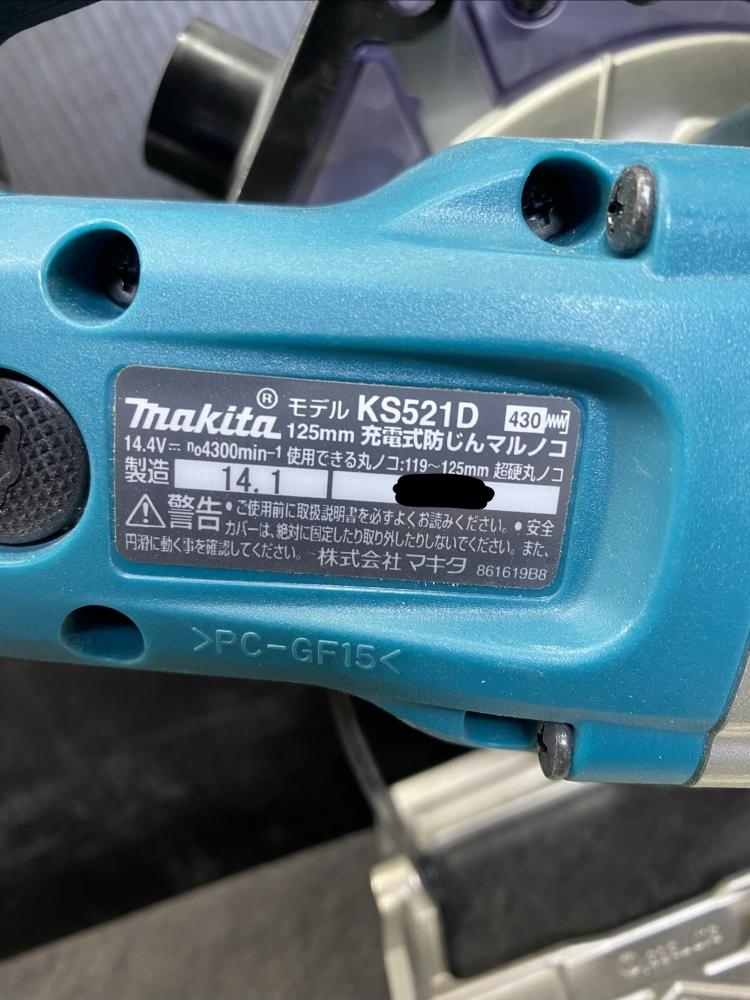 makita® モデル KS521D 430
125mm 充電式防じんマルノコ
14.4V⎓ n₀4300min-1 使用できる丸ノコ:119～125mm 超硬丸ノコ
製造 14. 1
⚠警告 •ご使用前に取扱説明書を必ずよくお読みください。•安全
カバーは、絶対に固定したり取り外したりしないでください。また、
円滑に動く事を確認してください。 株式会社マキタ 861619B8
>PC-GF15<